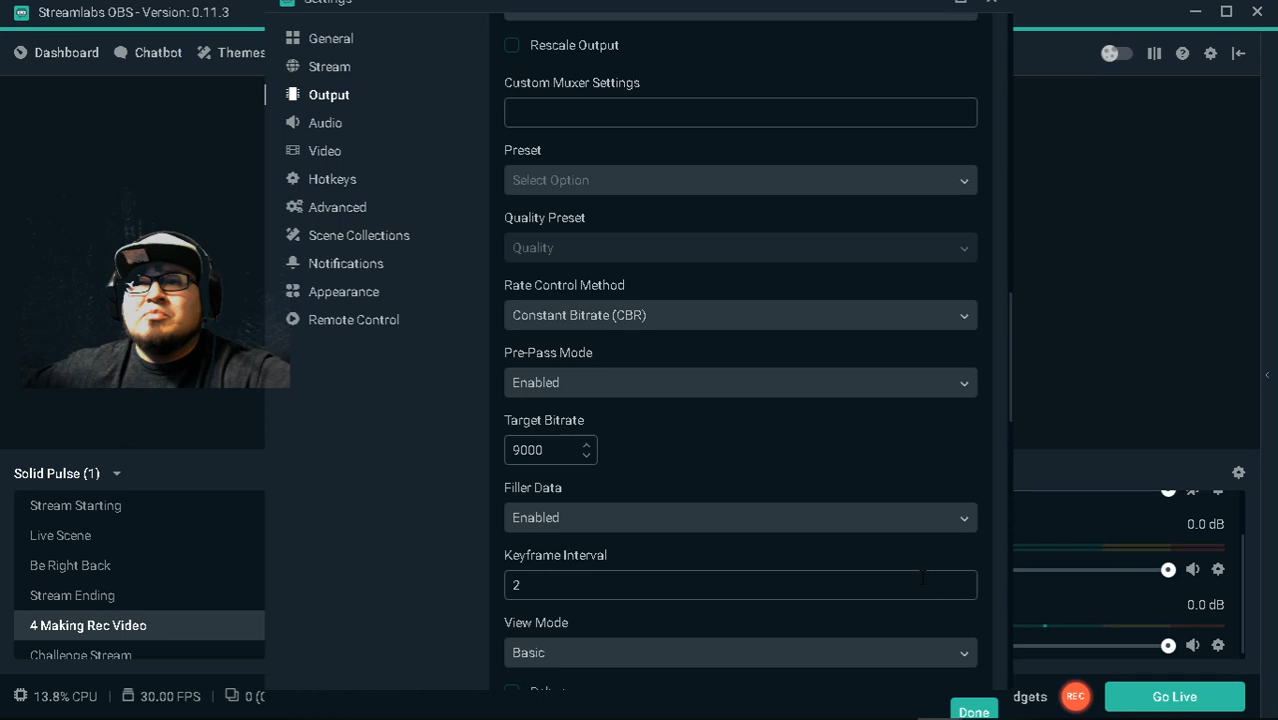 Streamlabs OBS - Version: 0.11.3
Settings
Dashboard
Chatbot
Themes
General
Stream
Output
Audio
Video
Hotkeys
Advanced
Scene Collections
Notifications
Appearance
Remote Control
Rescale Output
Custom Muxer Settings
Preset
Select Option
Quality Preset
Quality
Rate Control Method
Constant Bitrate (CBR)
Pre-Pass Mode
Enabled
Target Bitrate
9000
Filler Data
Enabled
Keyframe Interval
2
View Mode
Basic
Done
Solid Pulse (1)
Stream Starting
Live Scene
Be Right Back
Stream Ending
4 Making Rec Video
Challenge Stream
0.0 dB
0.0 dB
13.8% CPU
30.00 FPS
0 (0
dgets
REC
Go Live